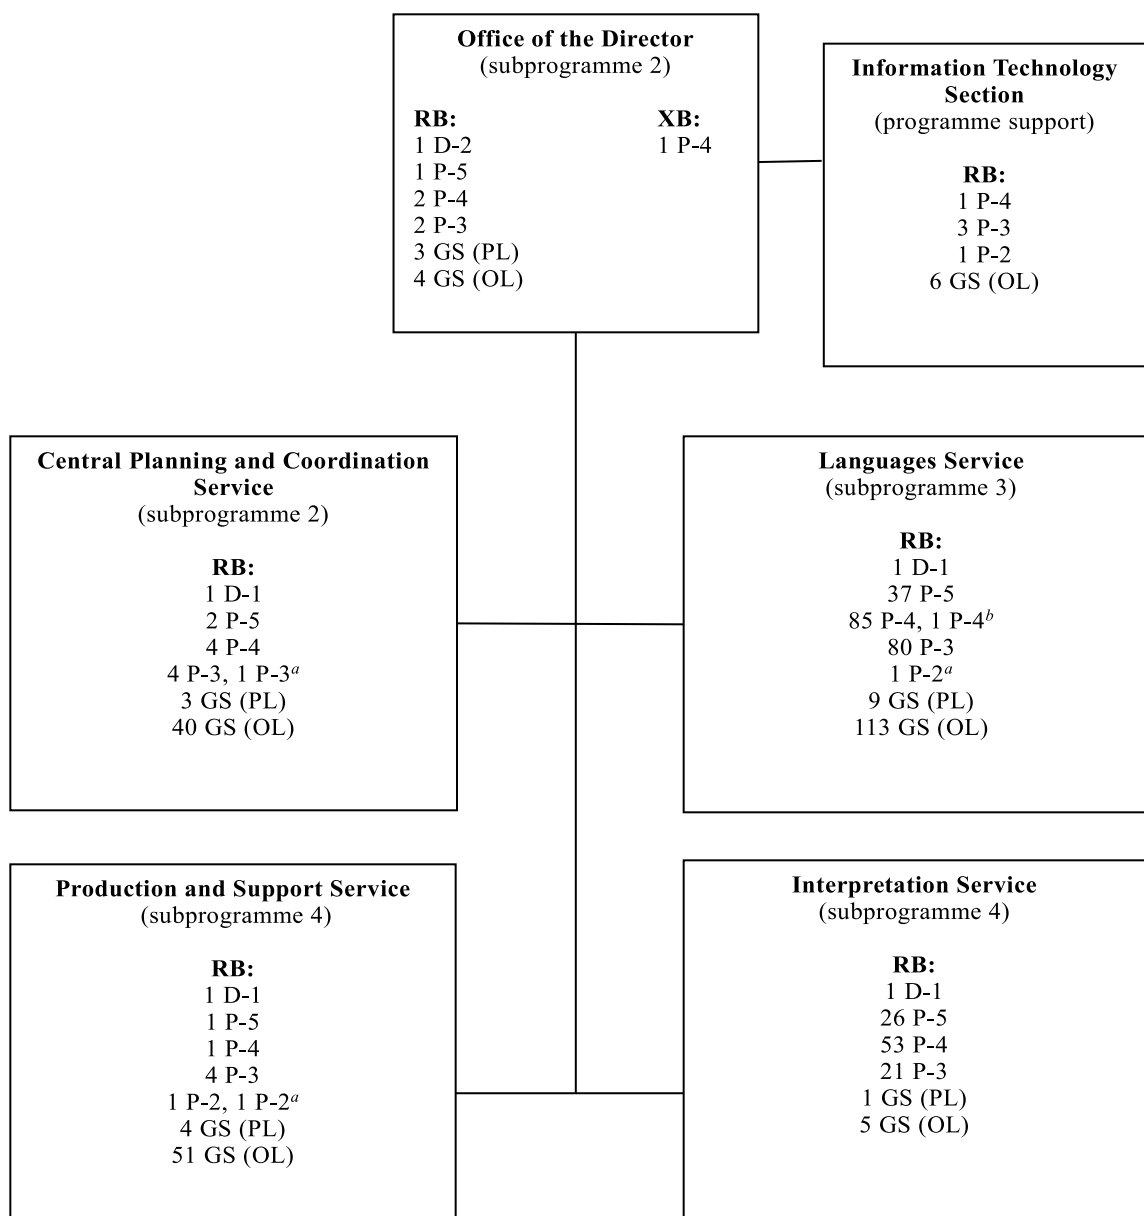 Office of the Director
(subprogramme 2)
RB:
1 D-2
1 P-5
2 P-4
2 P-3
3 GS (PL)
4 GS (OL)
XB:
1 P-4
Information Technology
Section
(programme support)
RB:
1 P-4
3 P-3
1 P-2
6 GS (OL)
Central Planning and Coordination
Service
(subprogramme 2)
RB:
1 D-1
2 P-5
4 P-4
4 P-3, 1 P-3a
3 GS (PL)
40 GS (OL)
Languages Service
(subprogramme 3)
RB:
1 D-1
37 P-5
85 P-4, 1 P-4b
80 P-3
1 P-2a
9 GS (PL)
113 GS (OL)
Production and Support Service
(subprogramme 4)
RB:
1 D-1
1 P-5
1 P-4
4 P-3
1 P-2, 1 P-2a
4 GS (PL)
51 GS (OL)
Interpretation Service
(subprogramme 4)
RB:
1 D-1
26 P-5
53 P-4
21 P-3
1 GS (PL)
5 GS (OL)